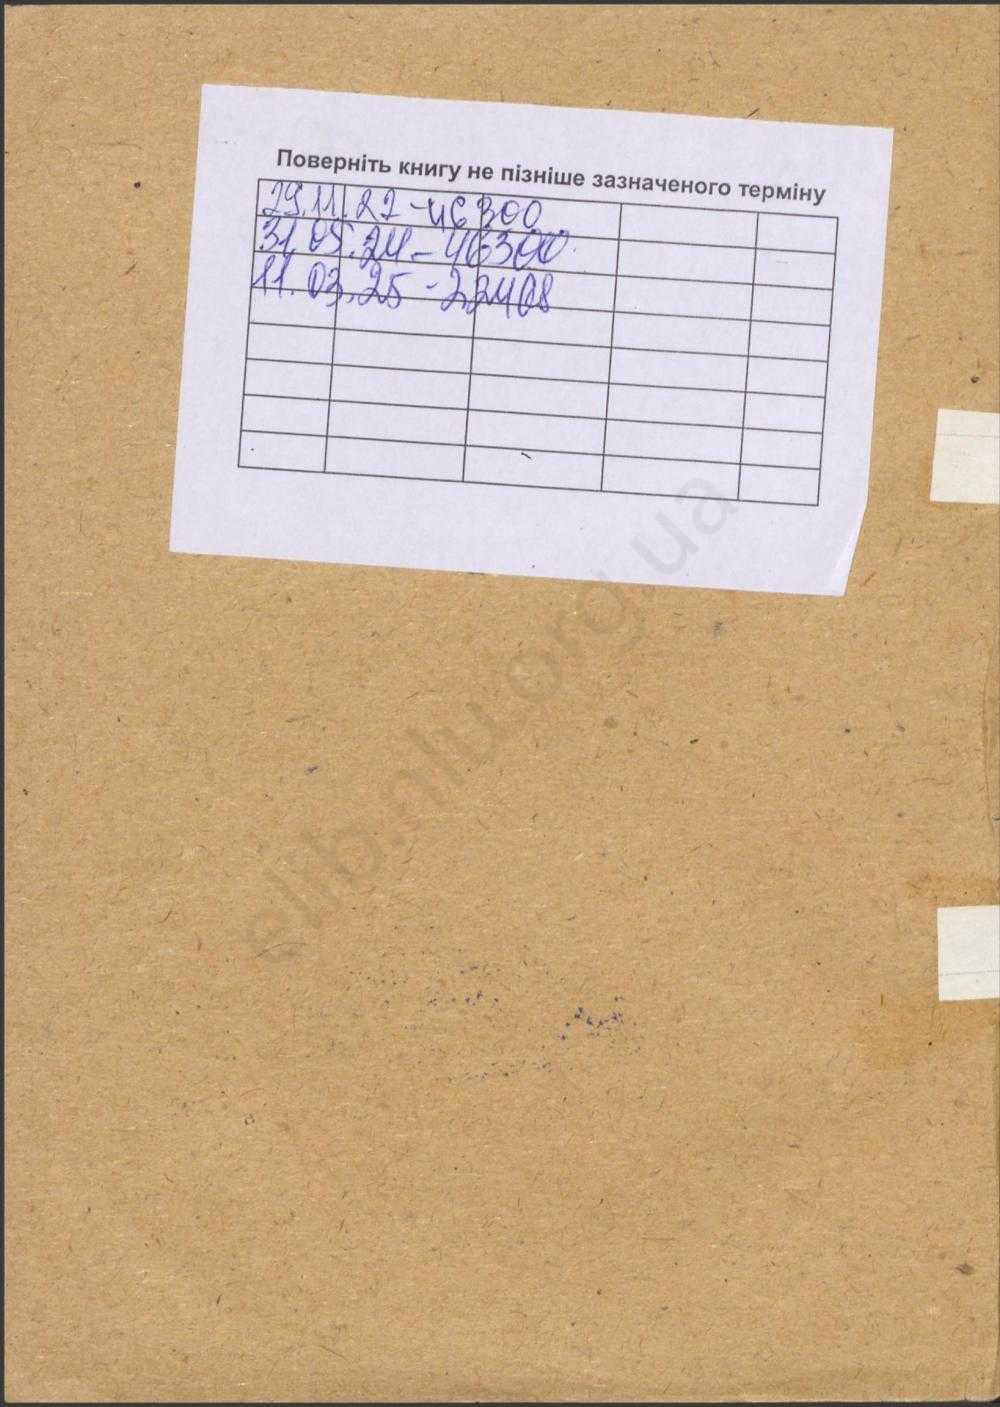 Поверніть книгу не пізніше зазначеного терміну
29.11.22 - 46300
31.05.24 - 46300
11.03.25 - 22408
elib.nlu.org.ua